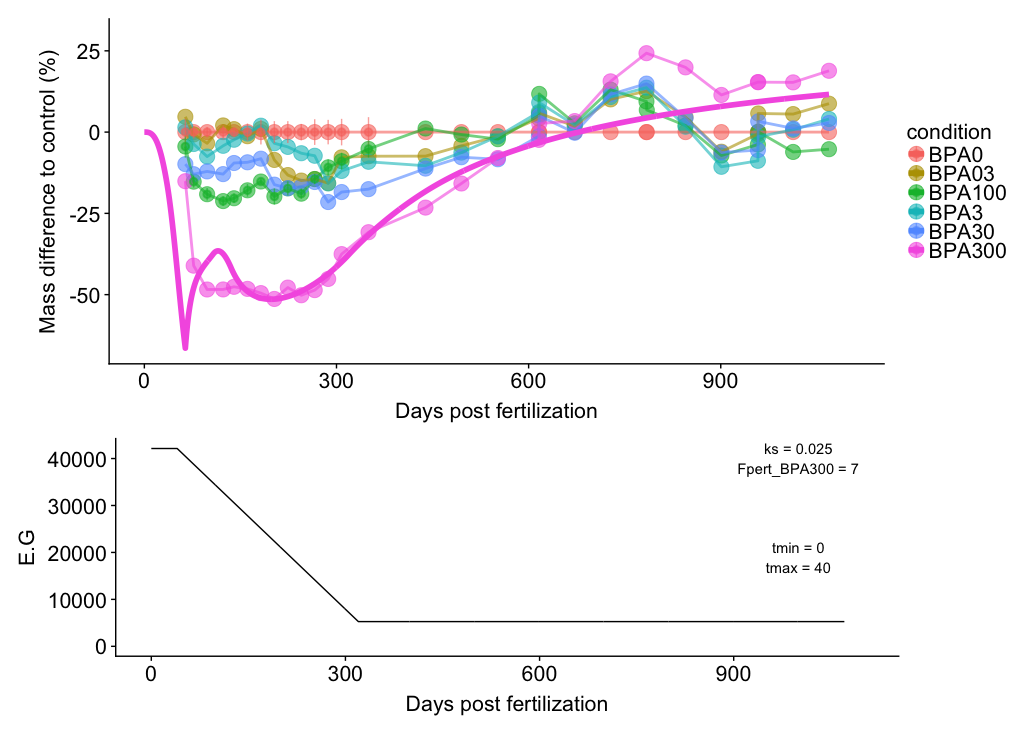 Mass difference to control (%)
25
0
-25
-50
0
300
600
900
Days post fertilization
condition
BPA0
BPA03
BPA100
BPA3
BPA30
BPA300
E.G
40000
30000
20000
10000
0
ks = 0.025
Fpert_BPA300 = 7
tmin = 0
tmax = 40
0
300
600
900
Days post fertilization